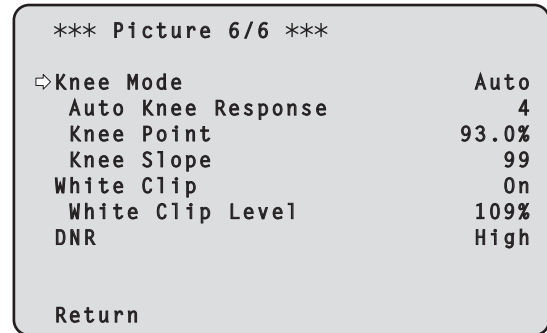 *** Picture 6/6 ***
⇨Knee Mode Auto
Auto Knee Response 4
Knee Point 93.0%
Knee Slope 99
White Clip On
White Clip Level 109%
DNR High
Return